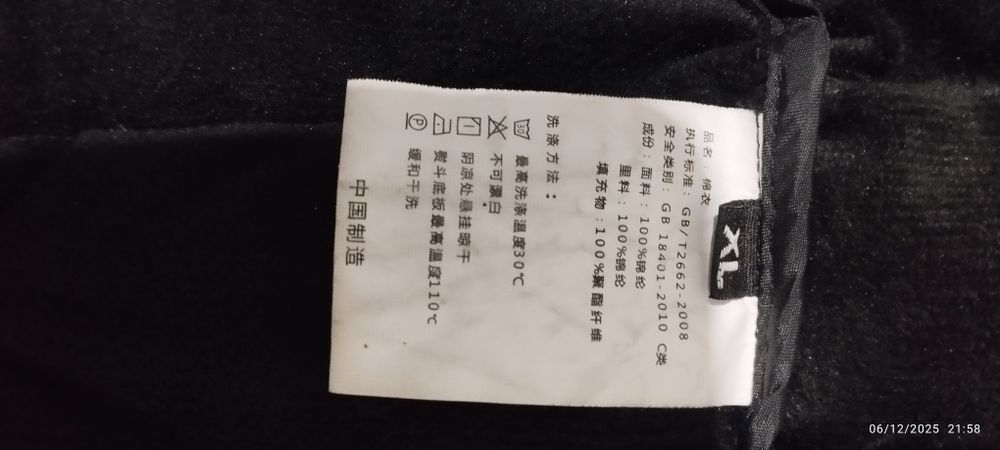 XL
品名：棉衣
执行标准：GB/T2662-2008
安全类别：GB 18401-2010 C类
成份：面料：100%锦纶
里料：100%锦纶
填充物：100%聚酯纤维
洗涤方法：
30 最高洗涤温度30℃
不可漂白
阴凉处悬挂晾干
熨斗底板最高温度110℃
P 缓和干洗
中国制造
06/12/2025 21:58